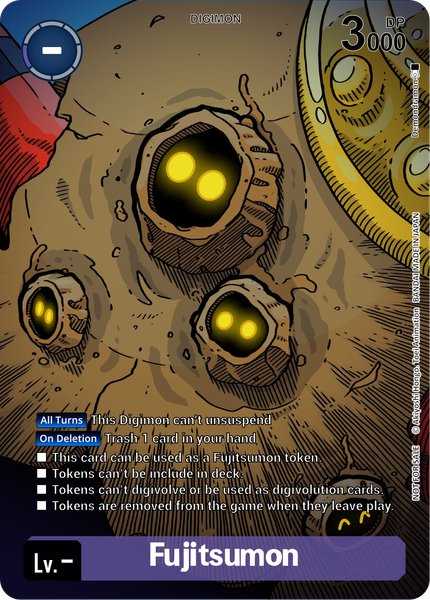 DIGIMON
-
3000
DP
Demondramon
NOT FOR SALE © Akiyoshi Hongo, Toei Animation BANDAI MADE IN JAPAN
All Turns This Digimon can't unsuspend
On Deletion Trash 1 card in your hand
■ This card can be used as a Fujitsumon token.
■ Tokens can't be include in deck.
■ Tokens can't digivolve or be used as digivolution cards.
■ Tokens are removed from the game when they leave play.
Lv.-
Fujitsumon